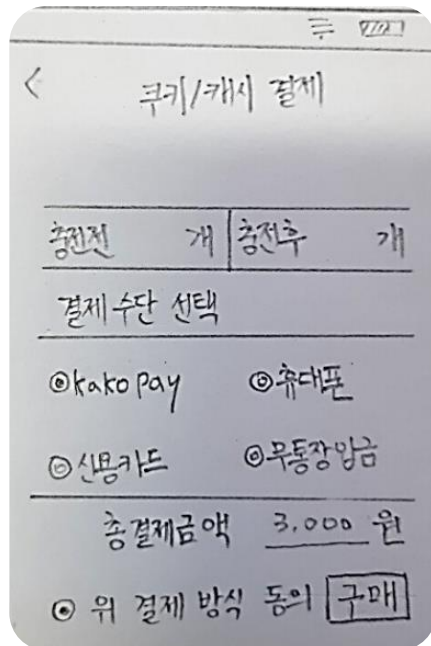 <
쿠키/캐시 결제
충전전 개 충전후 개
결제 수단 선택
kako pay 휴대폰
신용카드 무통장입금
총결제금액 3,000 원
위 결제 방식 동의 구매